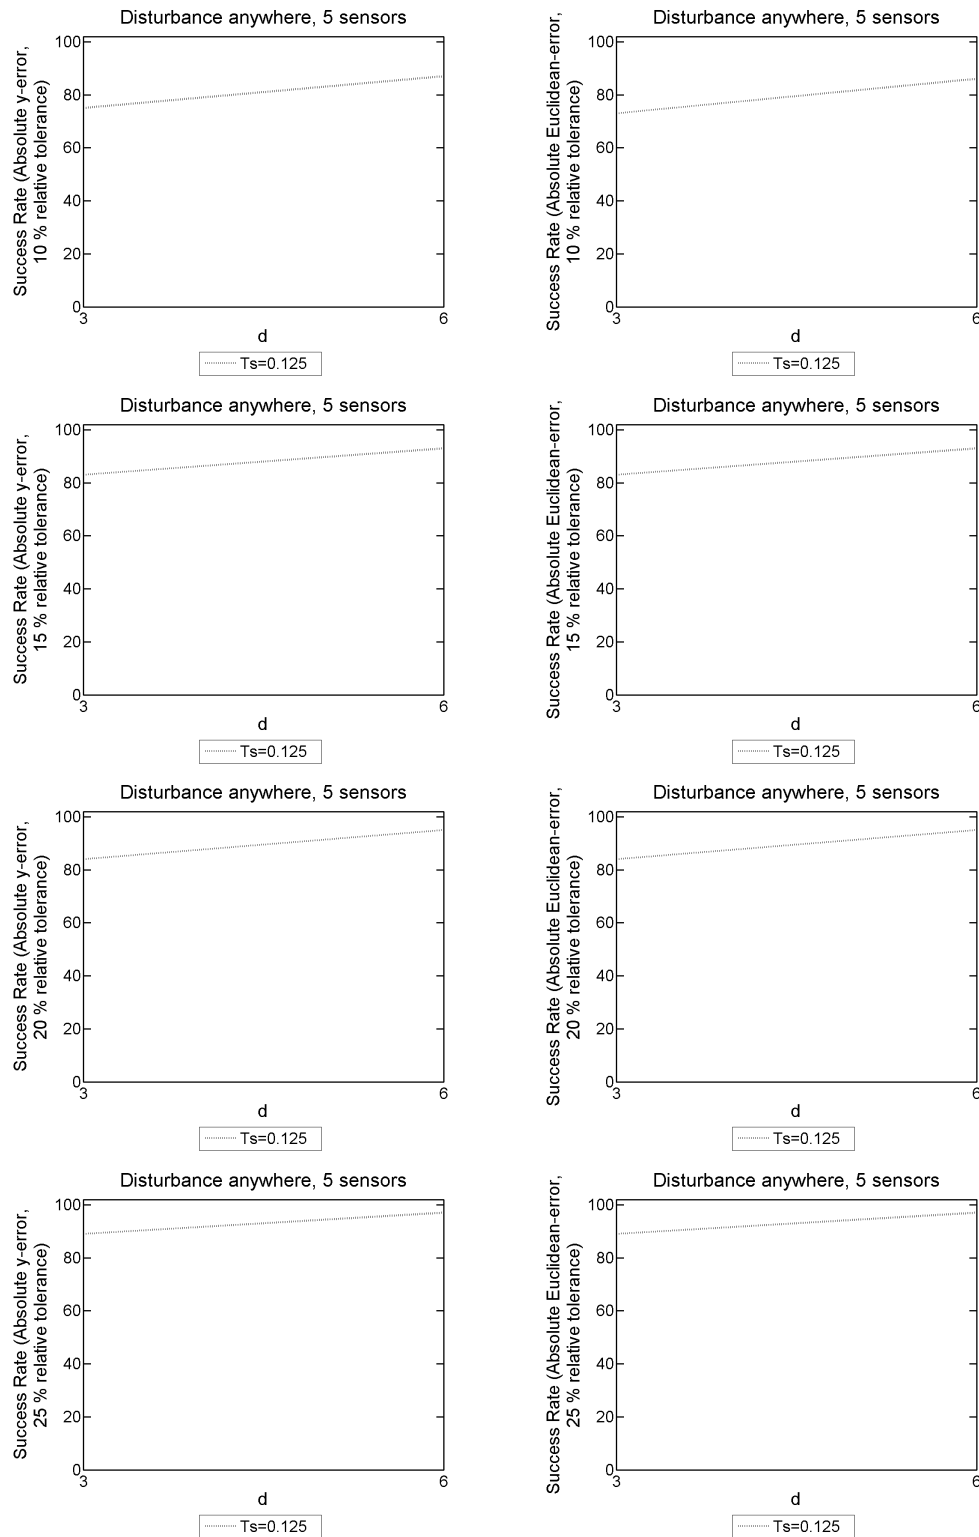 Disturbance anywhere, 5 sensors
Success Rate (Absolute y-error,
10 % relative tolerance)
100
80
60
40
20
0
3
6
d
Ts=0.125
Disturbance anywhere, 5 sensors
Success Rate (Absolute Euclidean-error,
10 % relative tolerance)
100
80
60
40
20
0
3
6
d
Ts=0.125
Disturbance anywhere, 5 sensors
Success Rate (Absolute y-error,
15 % relative tolerance)
100
80
60
40
20
0
3
6
d
Ts=0.125
Disturbance anywhere, 5 sensors
Success Rate (Absolute Euclidean-error,
15 % relative tolerance)
100
80
60
40
20
0
3
6
d
Ts=0.125
Disturbance anywhere, 5 sensors
Success Rate (Absolute y-error,
20 % relative tolerance)
100
80
60
40
20
0
3
6
d
Ts=0.125
Disturbance anywhere, 5 sensors
Success Rate (Absolute Euclidean-error,
20 % relative tolerance)
100
80
60
40
20
0
3
6
d
Ts=0.125
Disturbance anywhere, 5 sensors
Success Rate (Absolute y-error,
25 % relative tolerance)
100
80
60
40
20
0
3
6
d
Ts=0.125
Disturbance anywhere, 5 sensors
Success Rate (Absolute Euclidean-error,
25 % relative tolerance)
100
80
60
40
20
0
3
6
d
Ts=0.125